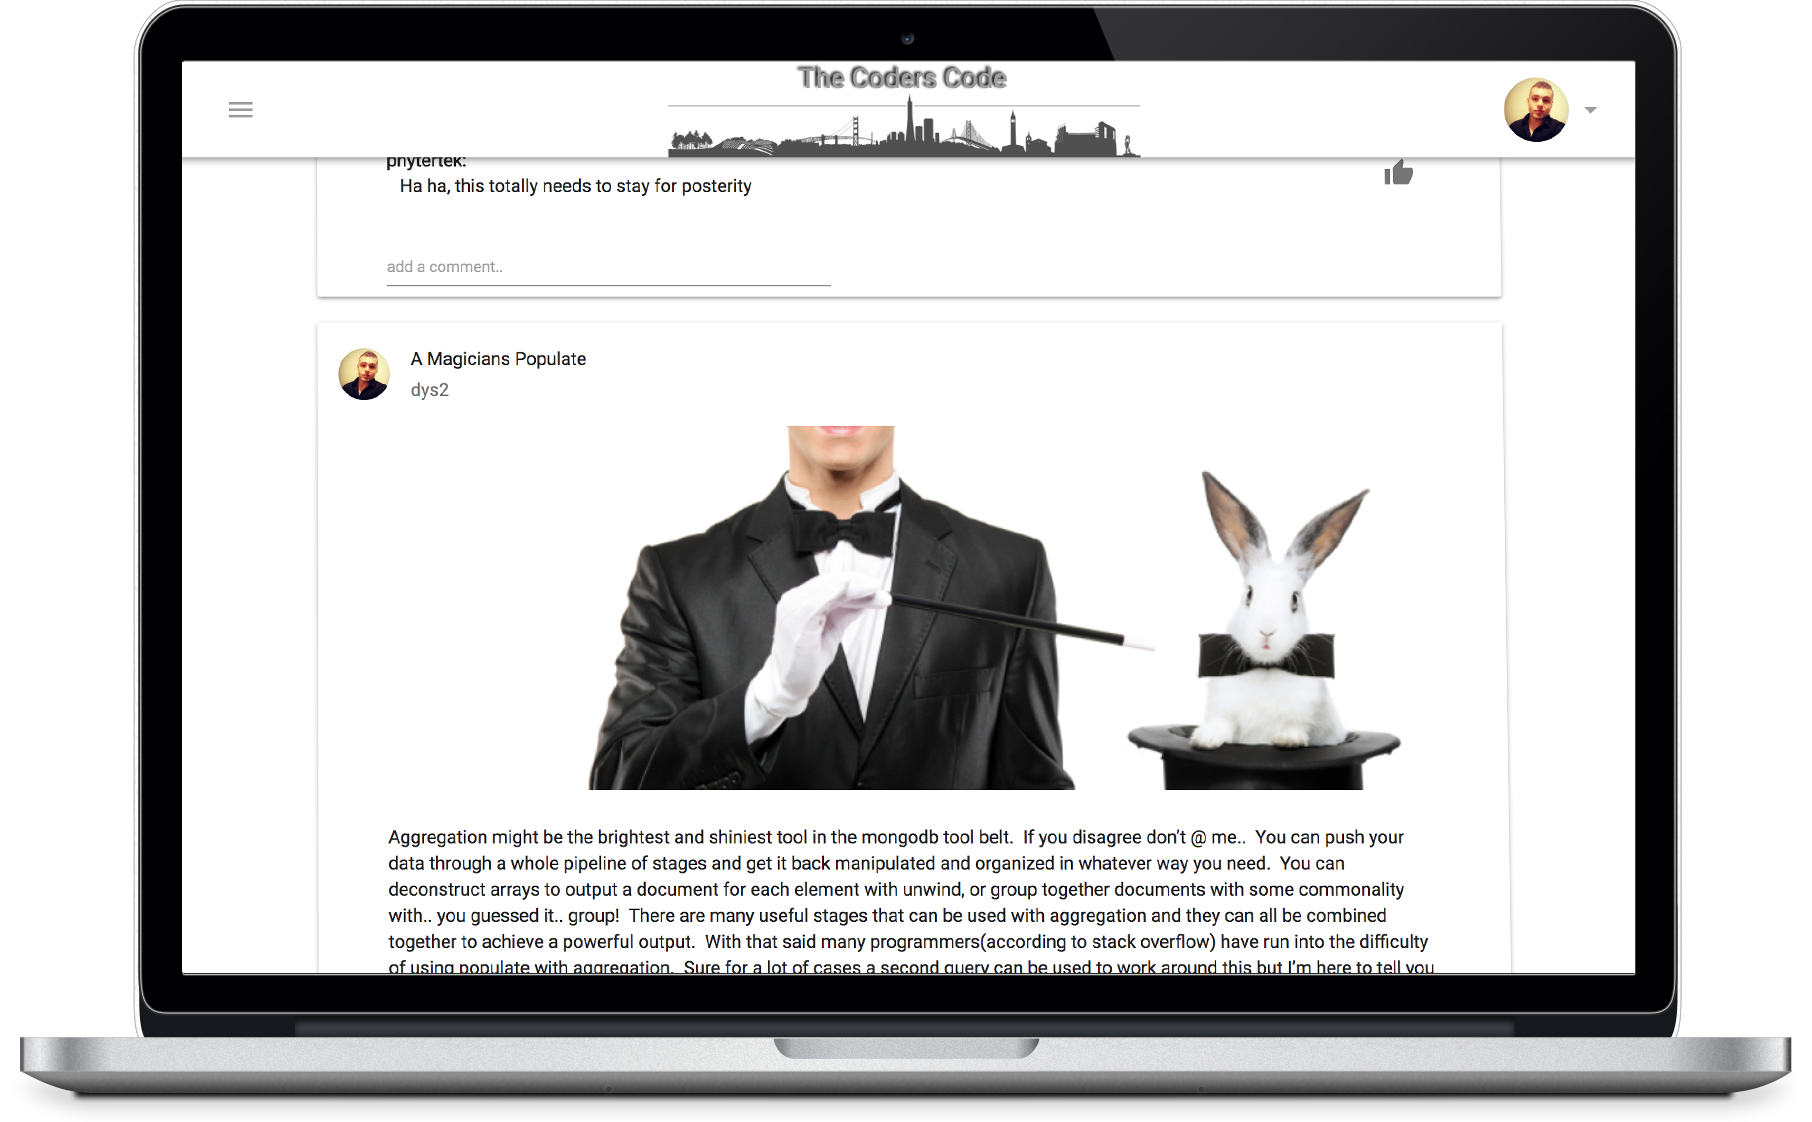 The Coders Code
phytertek:
Ha ha, this totally needs to stay for posterity
add a comment..
A Magicians Populate
dys2
Aggregation might be the brightest and shiniest tool in the mongodb tool belt.  If you disagree don’t @ me..  You can push your
data through a whole pipeline of stages and get it back manipulated and organized in whatever way you need.  You can
deconstruct arrays to output a document for each element with unwind, or group together documents with some commonality
with.. you guessed it.. group!  There are many useful stages that can be used with aggregation and they can all be combined
together to achieve a powerful output.  With that said many programmers(according to stack overflow) have run into the difficulty
of using populate with aggregation.  Sure for a lot of cases a second query can be used to work around this but I’m here to tell you